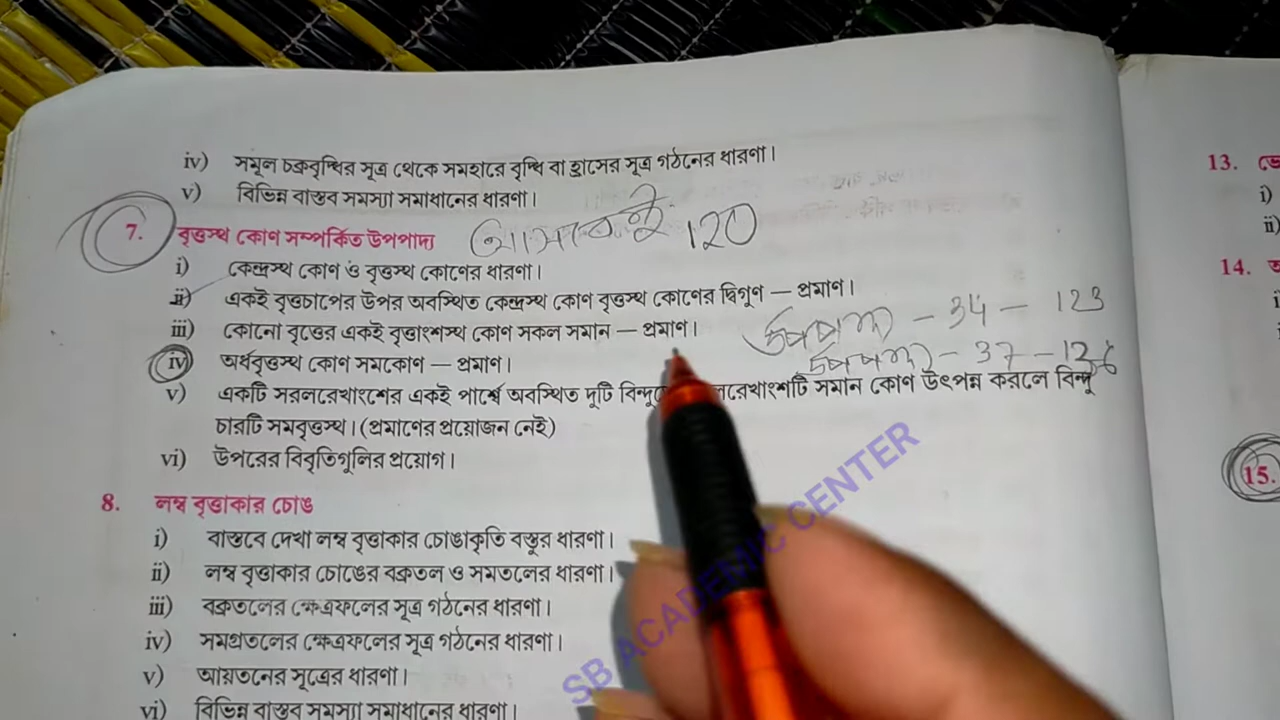 iv) সমূল চক্রবৃদ্ধির সূত্র থেকে সমহারে বৃদ্ধি বা হ্রাসের সূত্র গঠনের ধারণা।
v) বিভিন্ন বাস্তব সমস্যা সমাধানের ধারণা।
7. বৃত্তস্থ কোণ সম্পর্কিত উপপাদ্য 120
i) কেন্দ্রস্থ কোণ ও বৃত্তস্থ কোণের ধারণা।
ii) একই বৃত্তচাপের উপর অবস্থিত কেন্দ্রস্থ কোণ বৃত্তস্থ কোণের দ্বিগুণ — প্রমাণ।
iii) কোনো বৃত্তের একই বৃত্তাংশস্থ কোণ সকল সমান — প্রমাণ। উপপাদ্য - 34 - 123
iv) অর্ধবৃত্তস্থ কোণ সমকোণ — প্রমাণ। উপপাদ্য - 37 -
v) একটি সরলরেখাংশের একই পার্শ্বে অবস্থিত দুটি সমান কোণ উৎপন্ন করলে বিন্দু
চারটি সমবৃত্তস্থ। (প্রমাণের প্রয়োজন নেই)
vi) উপরের বিবৃতিগুলির প্রয়োগ।
8. লম্ব বৃত্তাকার চোঙ
i) বাস্তবে দেখা লম্ব বৃত্তাকার চোঙাকৃতি বস্তুর ধারণা।
ii) লম্ব বৃত্তাকার চোঙের বক্রতল ও সমতলের ধারণা।
iii) বক্রতলের ক্ষেত্রফলের সূত্র গঠনের ধারণা।
iv) সমগ্রতলের ক্ষেত্রফলের সূত্র গঠনের ধারণা।
v) আয়তনের সূত্রের ধারণা।
vi) বিভিন্ন বাস্তব সমস্যা সমাধানের ধারণা।
13.
i)
ii)
14.
15.
SB ACADEMIC CENTER